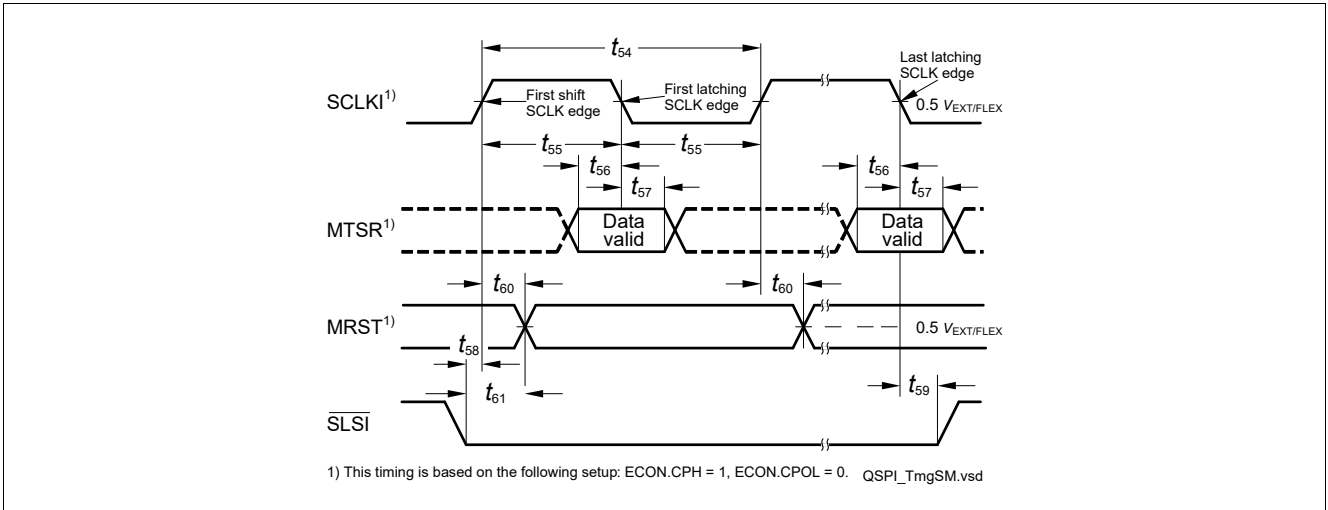 t54
SCLKI1)
First shift
SCLK edge
First latching
SCLK edge
Last latching
SCLK edge
0.5 VEXT/FLEX
t55
t55
t56
t57
t56
t57
MTSR1)
Data
valid
Data
valid
t60
t60
MRST1)
0.5 VEXT/FLEX
t58
t61
t59
SLSI
1) This timing is based on the following setup: ECON.CPH = 1, ECON.CPOL = 0.
QSPI_TmgSM.vsd